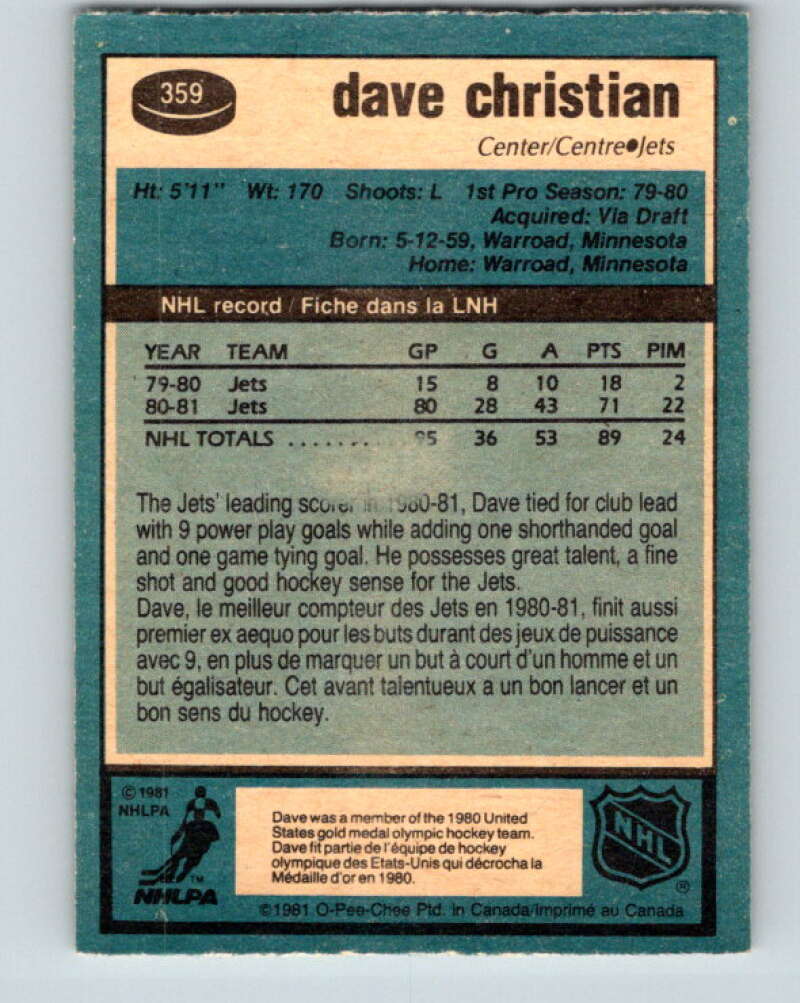 359
dave christian
Center/Centre●Jets
Ht: 5'11" Wt: 170 Shoots: L 1st Pro Season: 79-80
Acquired: Via Draft
Born: 5-12-59, Warroad, Minnesota
Home: Warroad, Minnesota
NHL record / Fiche dans la LNH
YEAR TEAM GP G A PTS PIM
79-80 Jets 15 8 10 18 2
80-81 Jets 80 28 43 71 22
NHL TOTALS ....... 95 36 53 89 24
The Jets' leading scorer in 1980-81, Dave tied for club lead
with 9 power play goals while adding one shorthanded goal
and one game tying goal. He possesses great talent, a fine
shot and good hockey sense for the Jets.
Dave, le meilleur compteur des Jets en 1980-81, finit aussi
premier ex aequo pour les buts durant des jeux de puissance
avec 9, en plus de marquer un but à court d'un homme et un
but égalisateur. Cet avant talentueux a un bon lancer et un
bon sens du hockey.
© 1981
NHLPA
TM
NHLPA
Dave was a member of the 1980 United
States gold medal olympic hockey team.
Dave fit partie de l'équipe de hockey
olympique des Etats-Unis qui décrocha la
Médaille d'or en 1980.
NHL
®
©1981 O-Pee-Chee Ptd. in Canada/imprimé au Canada